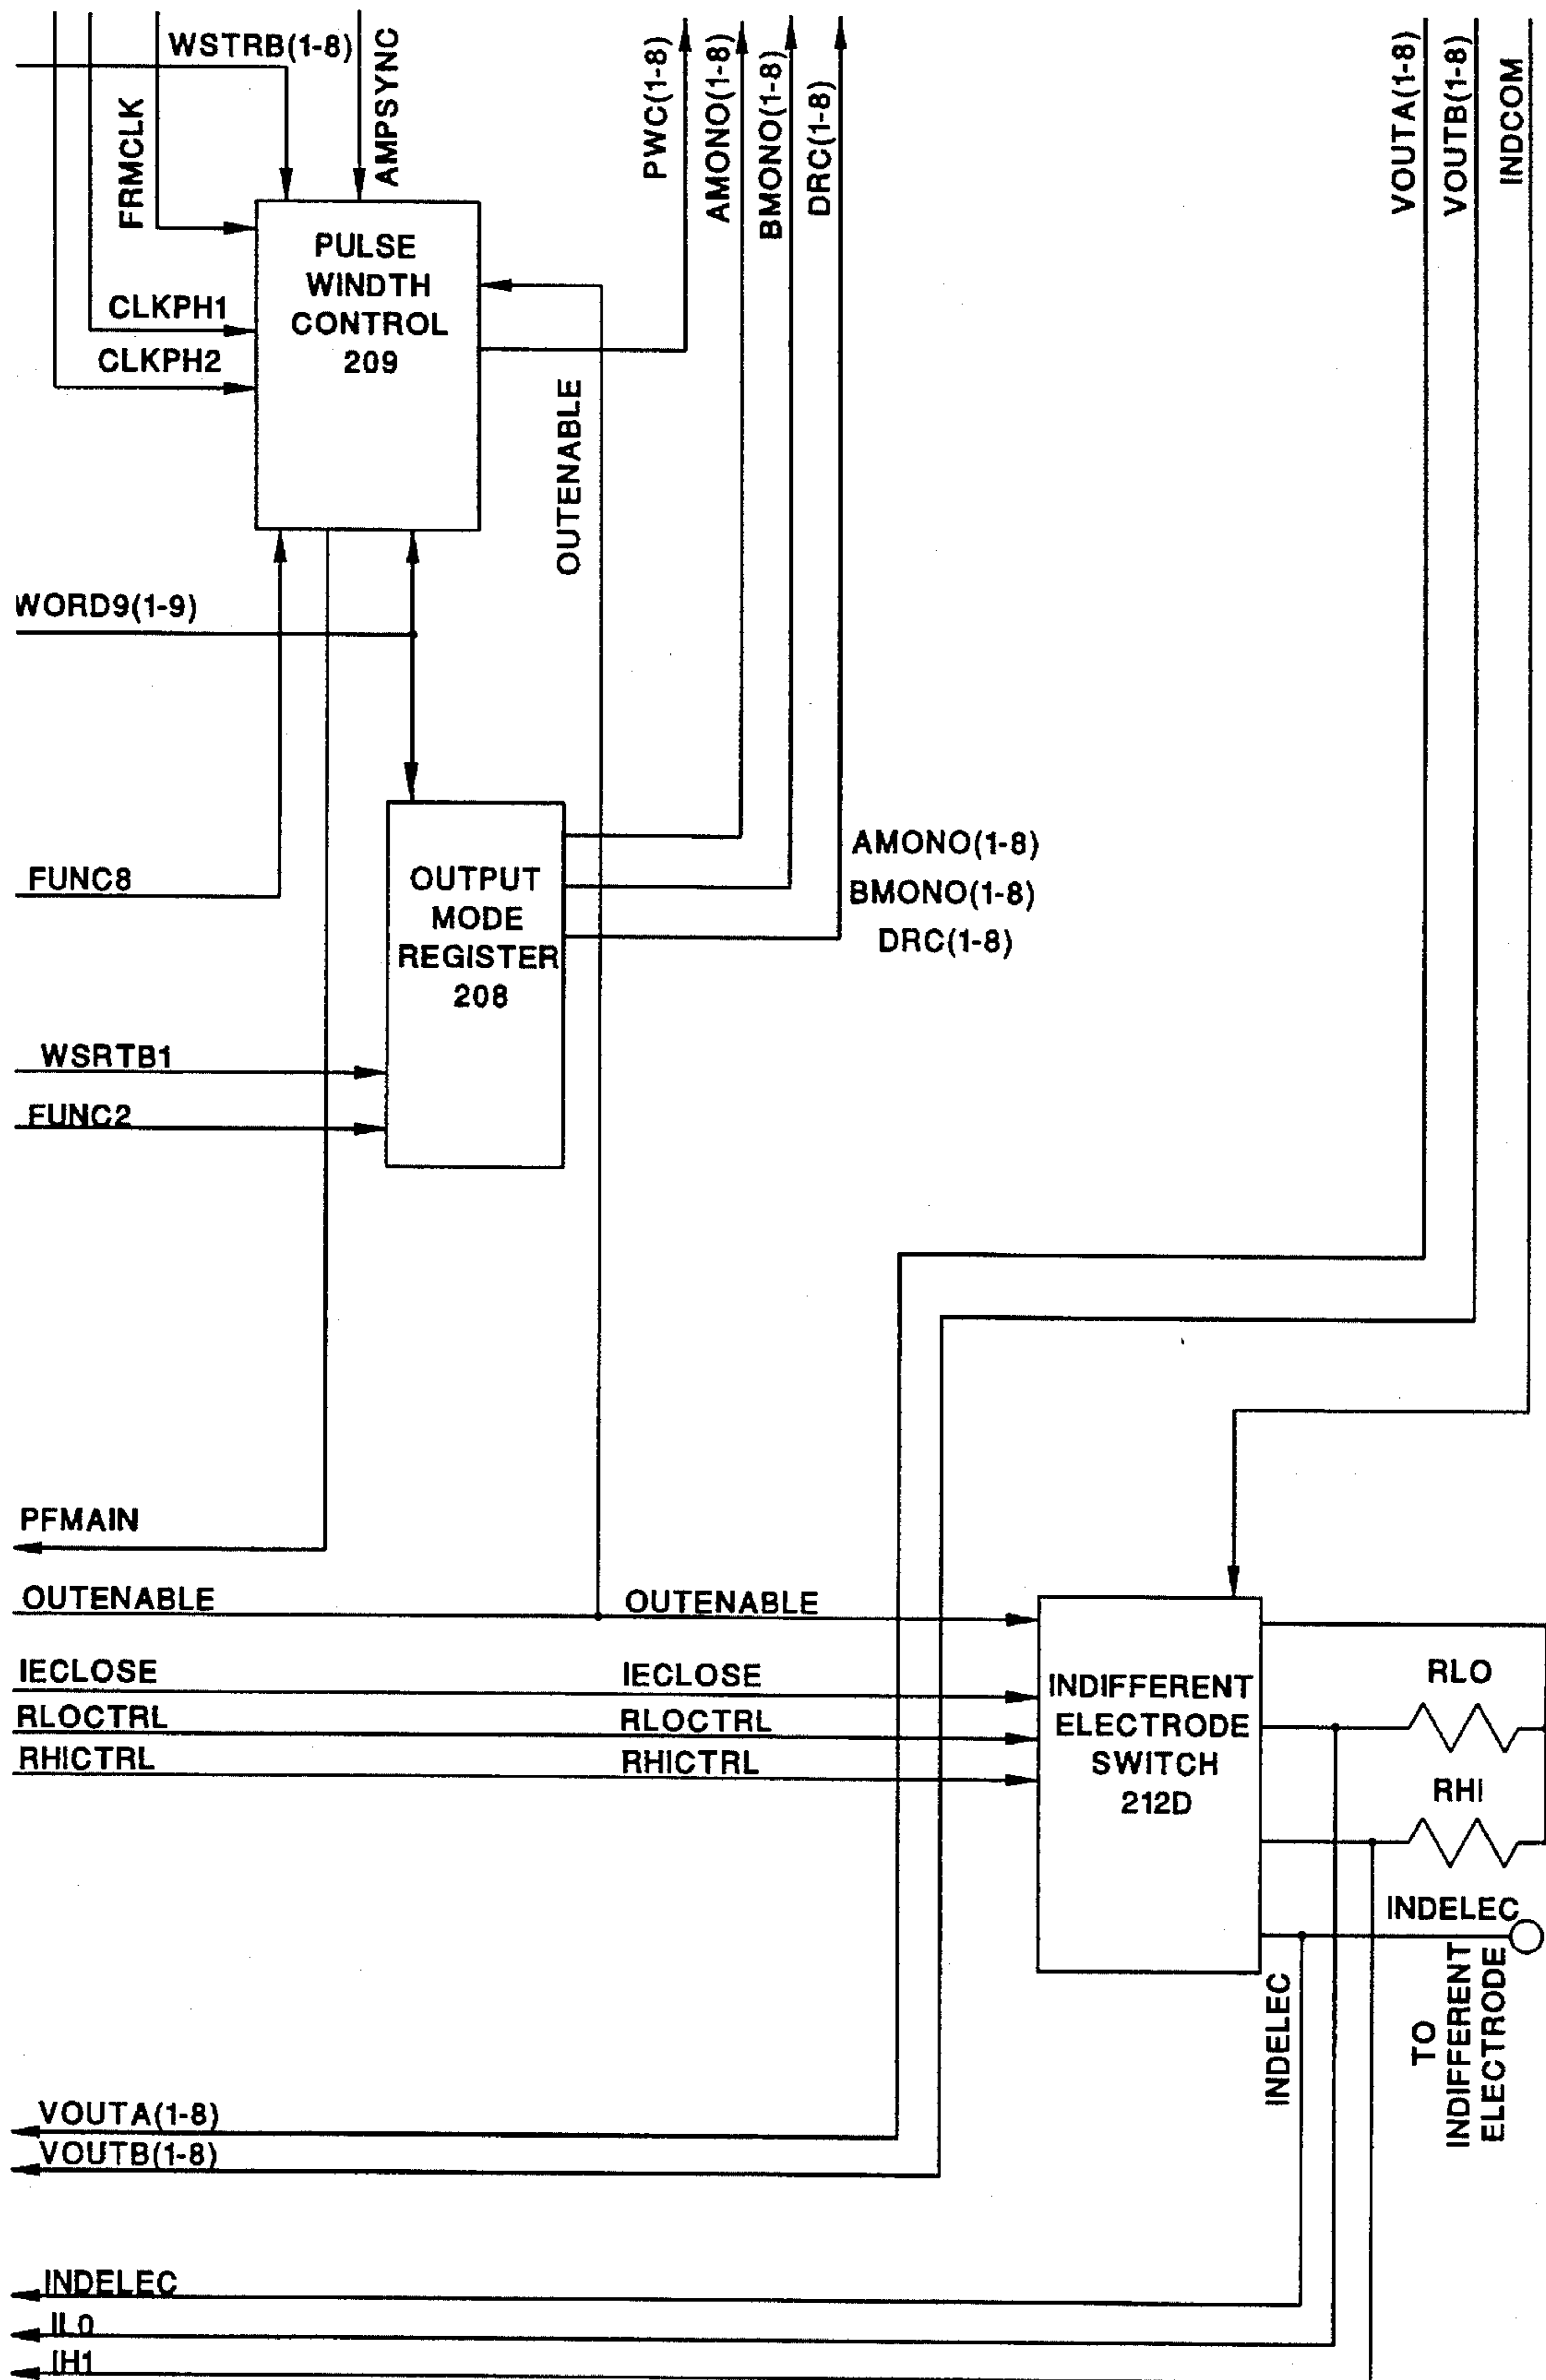 WSTRB(1-8)
AMPSYNC
FRMCLK
PWC(1-8)
AMONO(1-8)
BMONO(1-8)
DRC(1-8)
VOUTA(1-8)
VOUTB(1-8)
INDCOM
PULSE
WINDTH
CONTROL
209
CLKPH1
CLKPH2
OUTENABLE
WORD9(1-9)
FUNC8
OUTPUT
MODE
REGISTER
208
AMONO(1-8)
BMONO(1-8)
DRC(1-8)
WSRTB1
FUNC2
PFMAIN
OUTENABLE
OUTENABLE
IECLOSE
IECLOSE
RLOCTRL
RLOCTRL
RHICTRL
RHICTRL
INDIFFERENT
ELECTRODE
SWITCH
212D
RLO
RHI
INDELEC
INDELEC
TO
INDIFFERENT
ELECTRODE
VOUTA(1-8)
VOUTB(1-8)
INDELEC
IL0
IH1